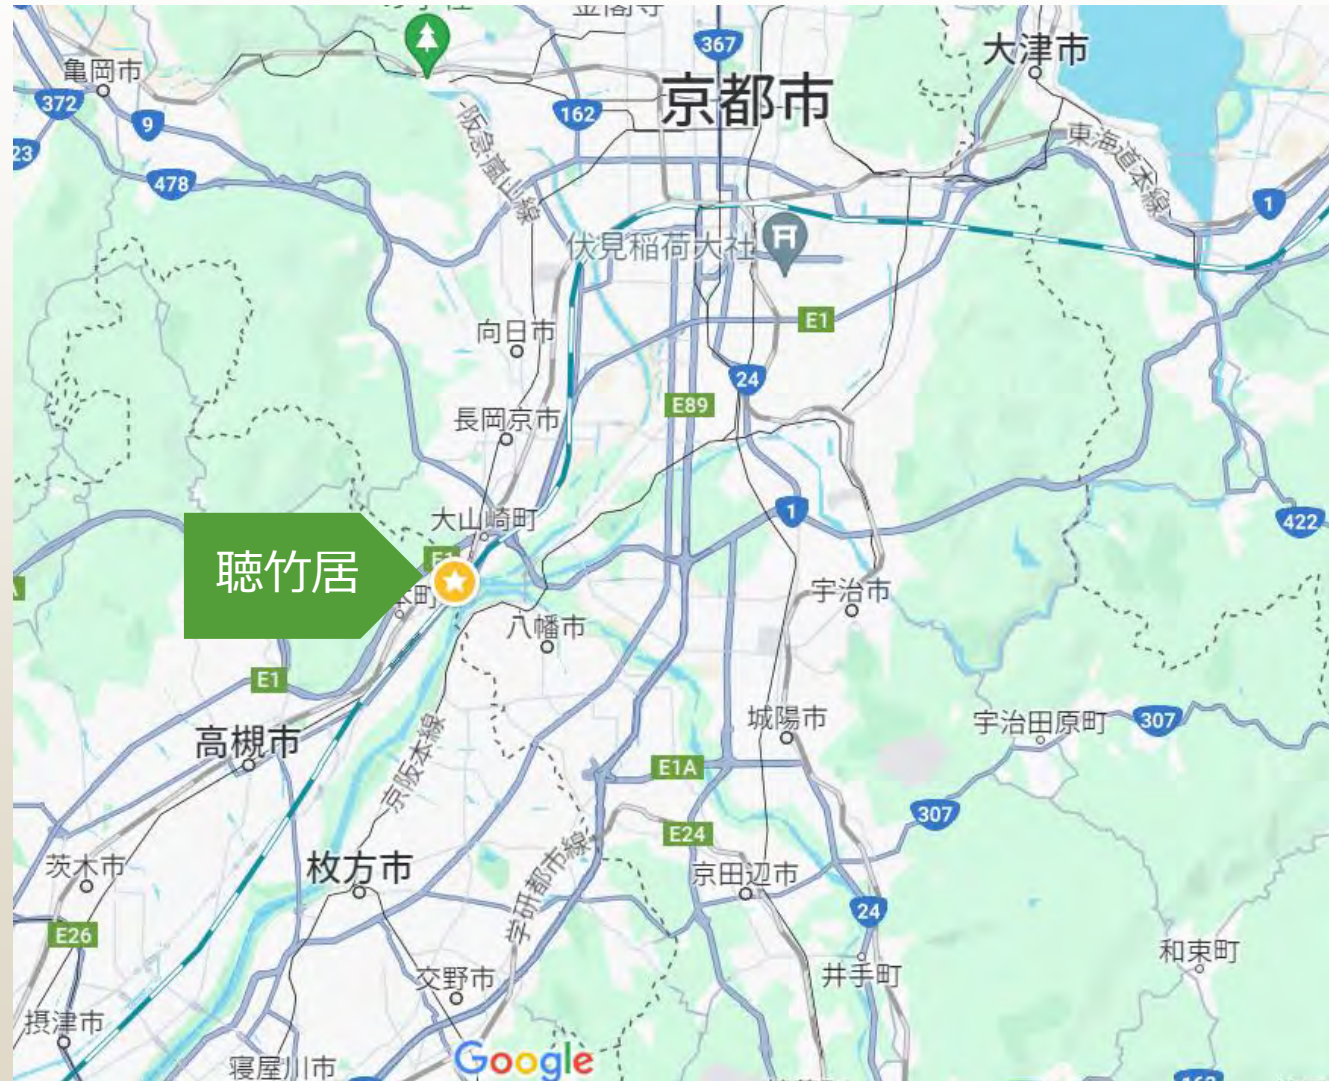 367
大津市
亀岡市
372
9
162
京都市
23
阪急嵐山線
東海道本線
478
1
伏見稲荷大社
E1
向日市
24
E89
長岡京市
大山崎町
1
422
E1
聴竹居
本町
宇治市
八幡市
E1
城陽市
宇治田原町
307
高槻市
京阪本線
E1A
307
E24
茨木市
枚方市
学研都市線
京田辺市
24
E26
和束町
交野市
井手町
摂津市
寝屋川市
Google